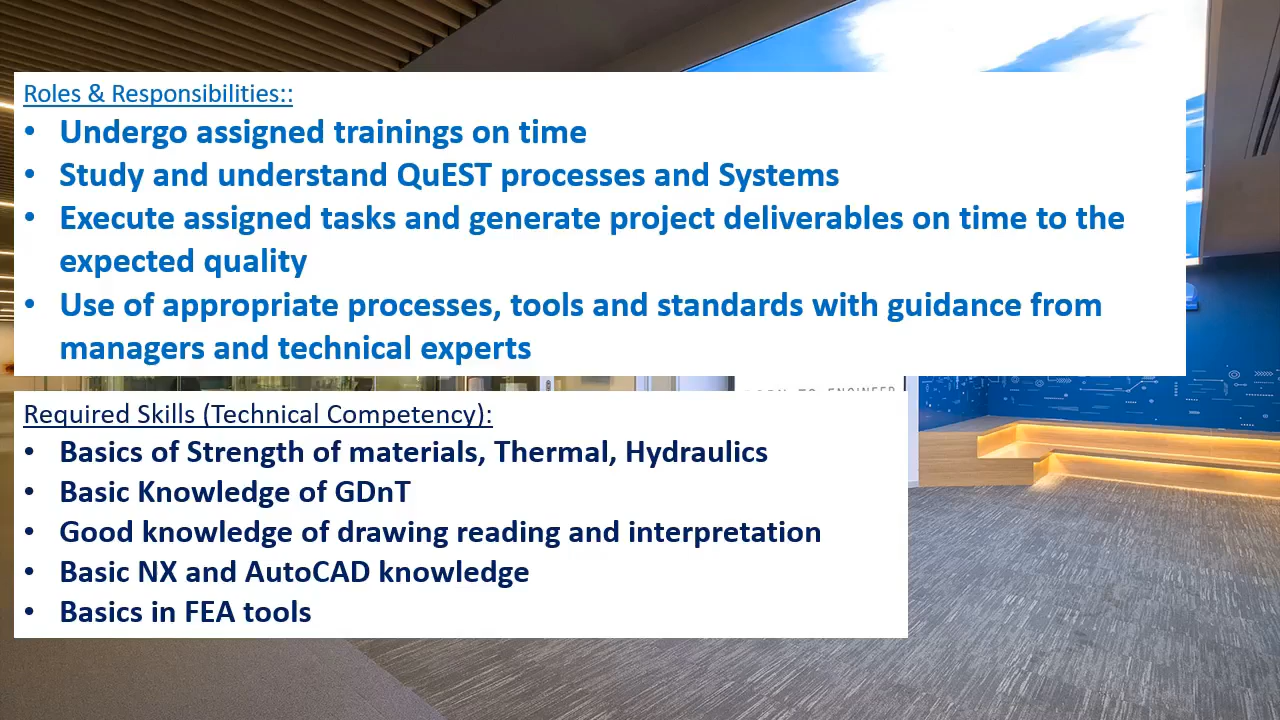 Roles & Responsibilities::
• Undergo assigned trainings on time
• Study and understand QuEST processes and Systems
• Execute assigned tasks and generate project deliverables on time to the
expected quality
• Use of appropriate processes, tools and standards with guidance from
managers and technical experts
Required Skills (Technical Competency):
• Basics of Strength of materials, Thermal, Hydraulics
• Basic Knowledge of GDnT
• Good knowledge of drawing reading and interpretation
• Basic NX and AutoCAD knowledge
• Basics in FEA tools